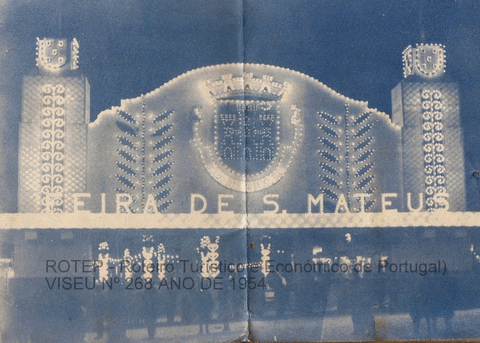 FEIRA DE S. MATEUS
ROTEP - Roteiro Turístico e Económico de Portugal)
VISEU Nº 268 ANO DE 1954